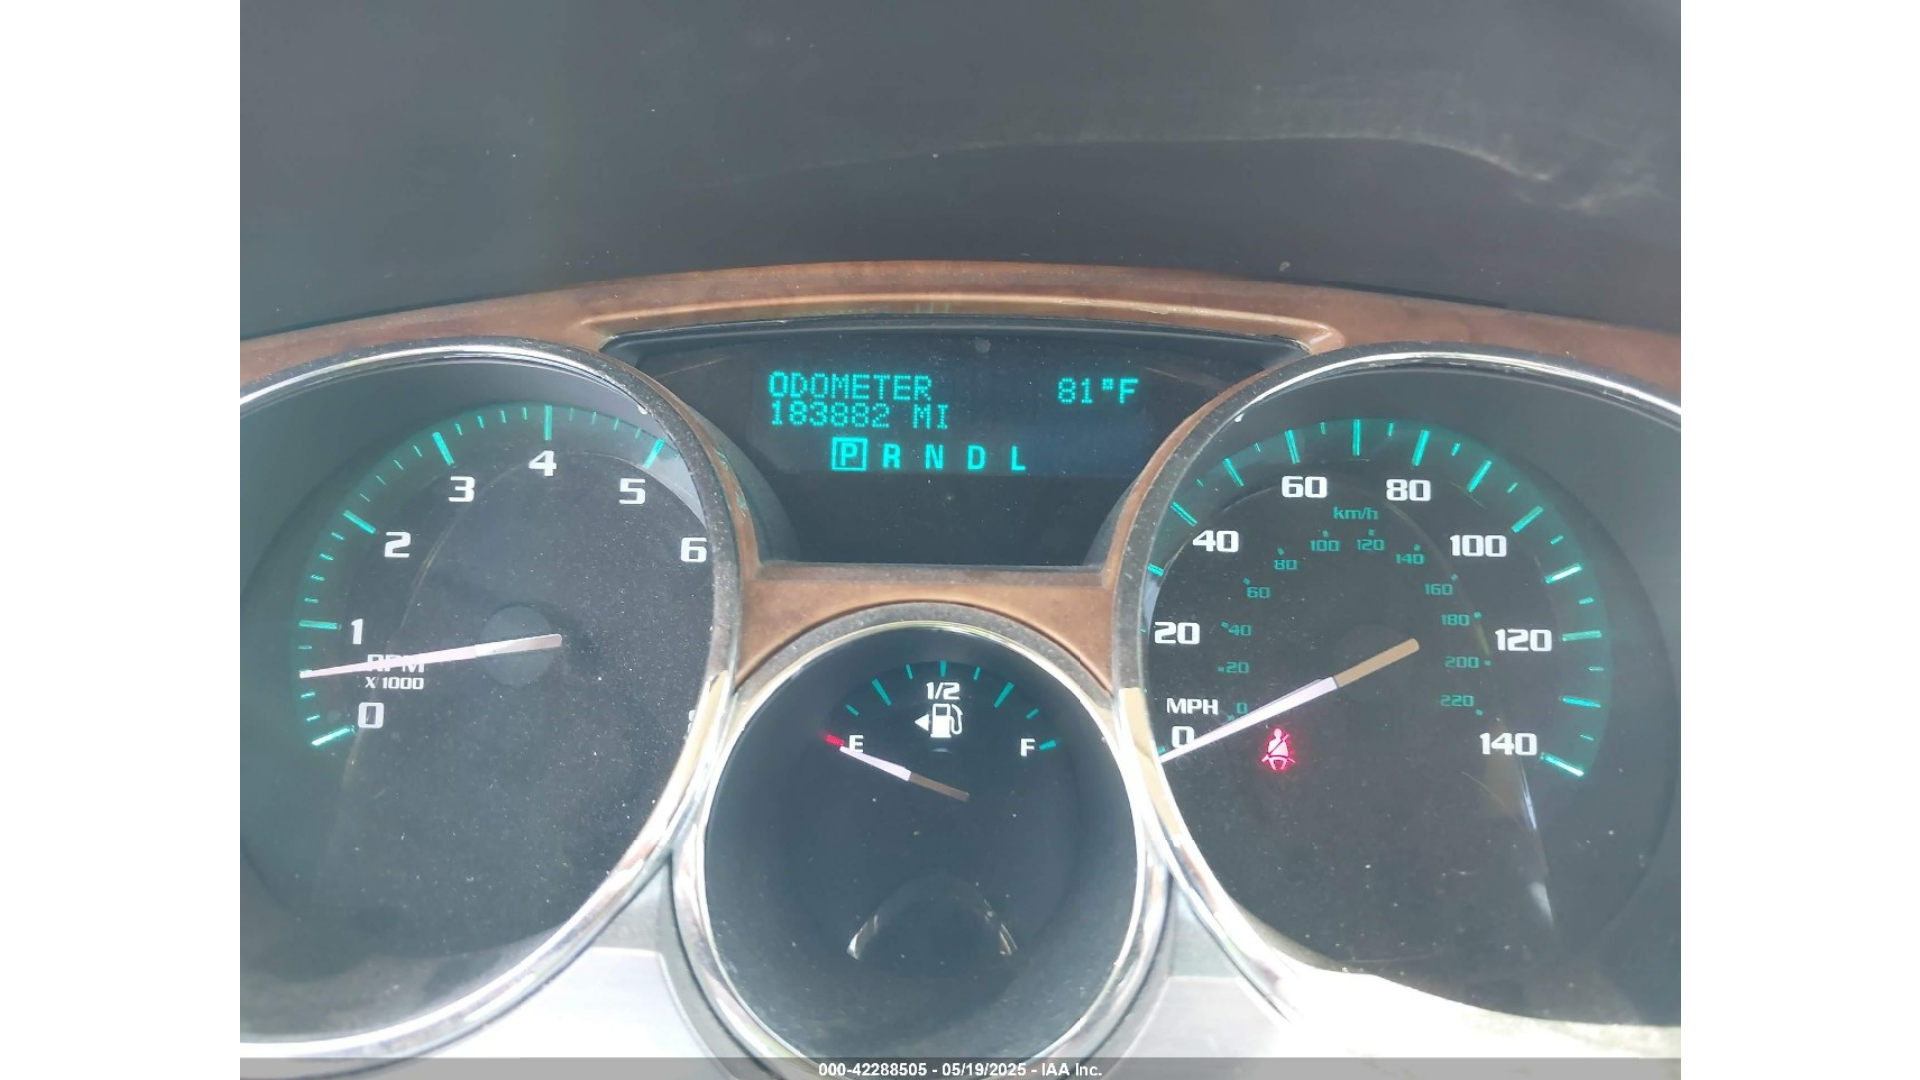 ODOMETER 81°F
183882 MI
P R N D L
1 2 3 4 5 6
RPM
X 1000
0
1/2
E F
20 40 60 80 100 120 140
km/h
20 40 60 80 100 120 140 160 180 200 220
MPH 0
0
000-42288505 - 05/19/2025 - IAA Inc.